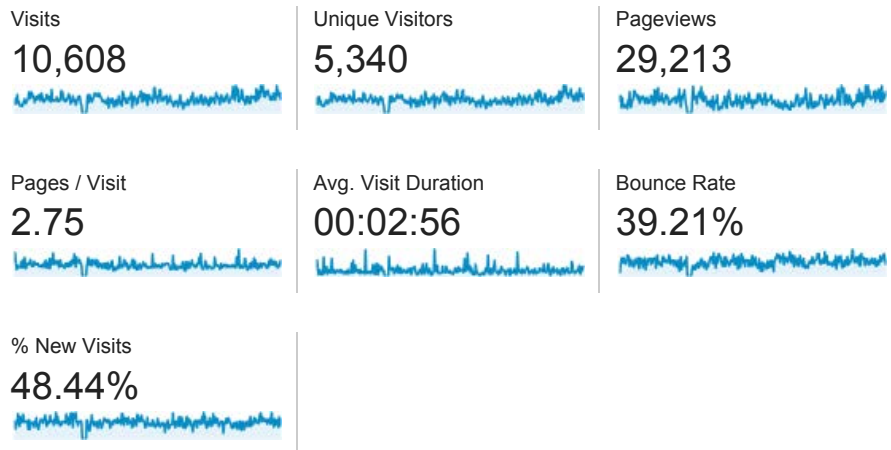 Visits
10,608
Unique Visitors
5,340
Pageviews
29,213
Pages / Visit
2.75
Avg. Visit Duration
00:02:56
Bounce Rate
39.21%
% New Visits
48.44%